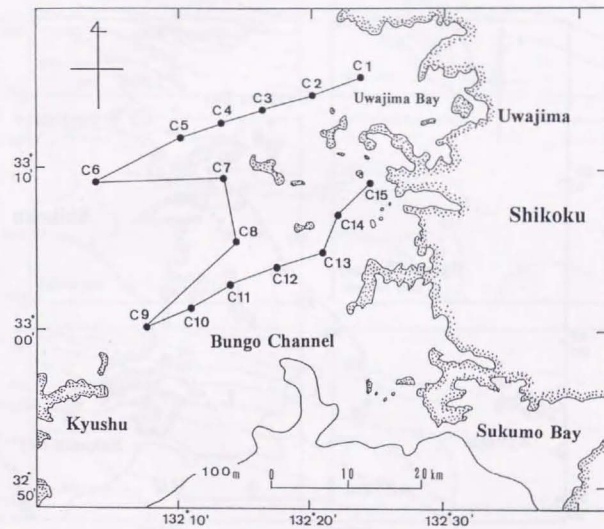 C1
C2
Uwajima Bay
C3
Uwajima
C4
C5
33°
10'
C6
C7
C15
C14
Shikoku
C8
C13
C12
C11
C9
C10
33°
00'
Bungo Channel
Kyushu
Sukumo Bay
100m
0 10 20 km
32°
50'
132°10' 132°20' 132°30'